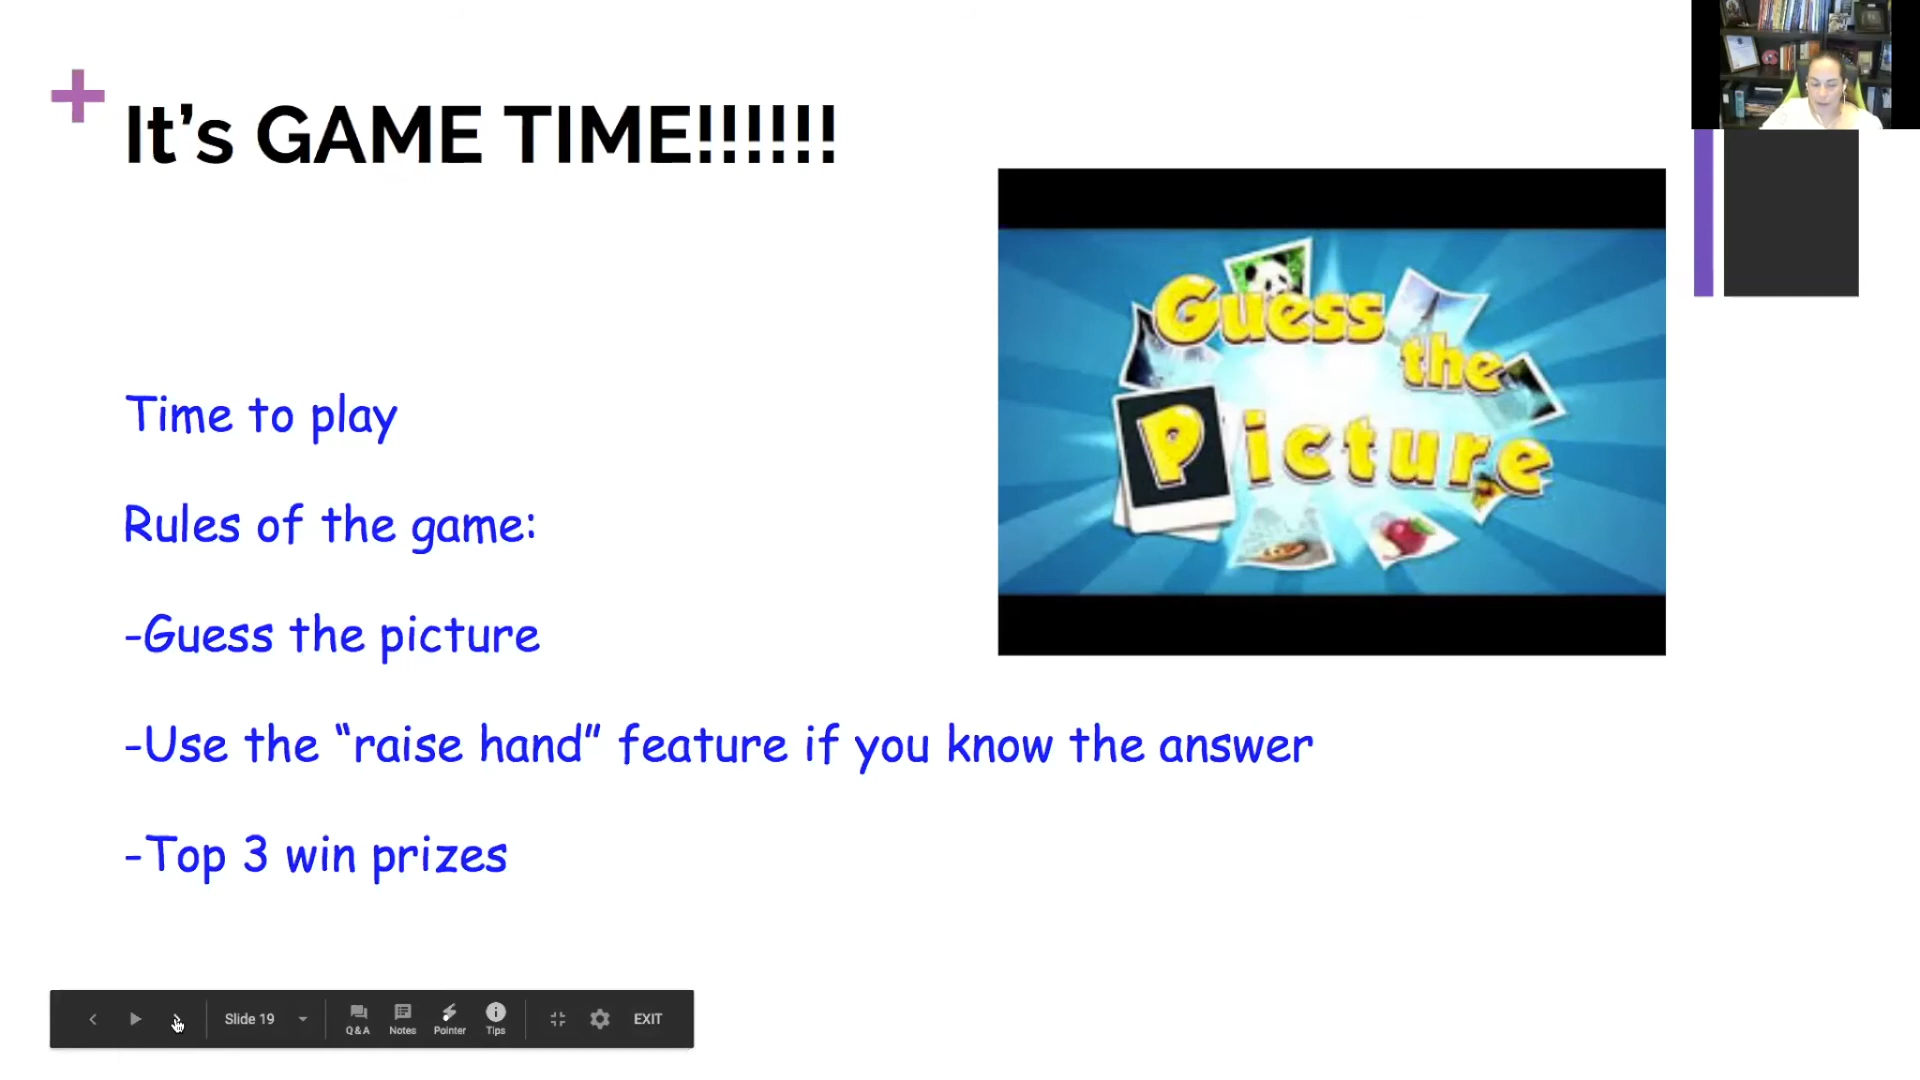 It’s GAME TIME!!!!!!
Guess
the
Picture
Time to play
Rules of the game:
-Guess the picture
-Use the “raise hand” feature if you know the answer
-Top 3 win prizes
Slide 19
Q&A
Notes
Pointer
Tips
EXIT